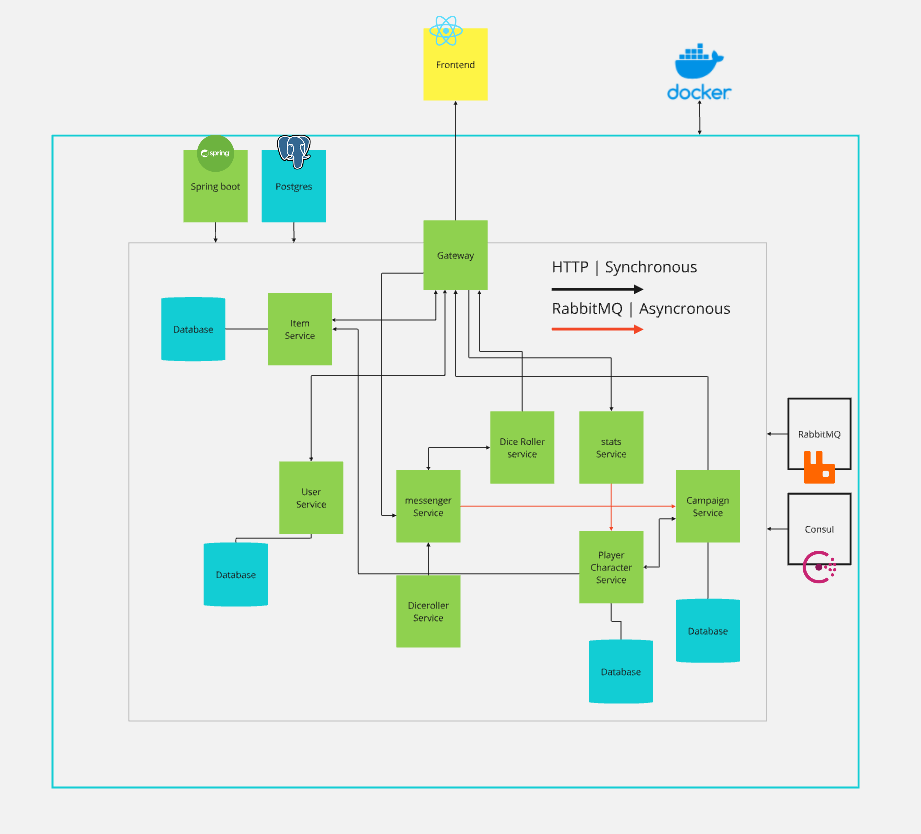 Frontend
docker
spring
Spring boot
Postgres
Gateway
HTTP | Synchronous
RabbitMQ | Asyncronous
Database
Item
Service
Dice Roller
service
stats
Service
RabbitMQ
User
Service
messenger
Service
Campaign
Service
Consul
Player
Character
Service
Database
Diceroller
Service
Database
Database